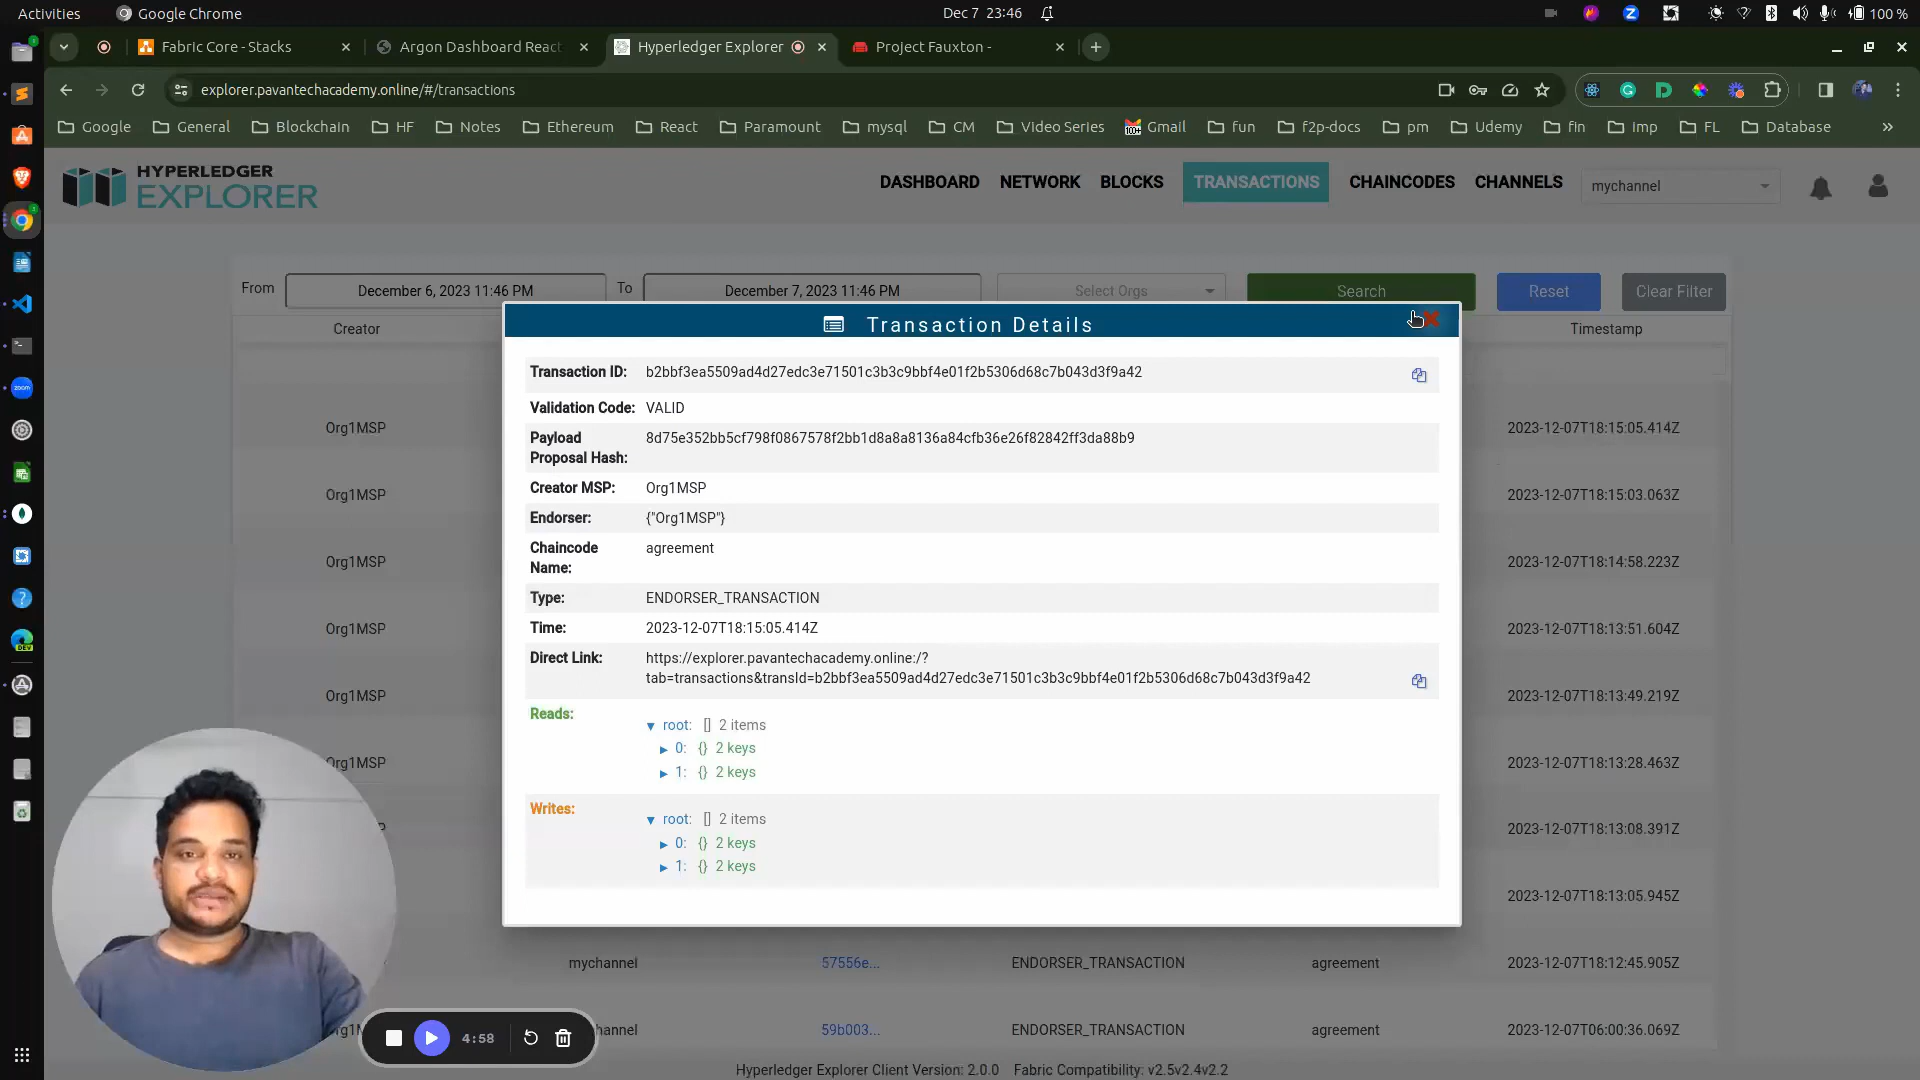 Activities
Google Chrome
Dec 7 23:46
100 %
Fabric Core - Stacks
Argon Dashboard React
Hyperledger Explorer
Project Fauxton -
explorer.pavantechacademy.online/#/transactions
Google
General
Blockchain
HF
Notes
Ethereum
React
Paramount
mysql
CM
Video Series
Gmail
fun
f2p-docs
pm
Udemy
fin
imp
FL
Database
»
HYPERLEDGER
EXPLORER
DASHBOARD
NETWORK
BLOCKS
TRANSACTIONS
CHAINCODES
CHANNELS
mychannel
From
December 6, 2023 11:46 PM
To
December 7, 2023 11:46 PM
Select Orgs
Search
Reset
Clear Filter
Creator
Timestamp
Transaction Details
Transaction ID: b2bbf3ea5509ad4d27edc3e71501c3b3c9bbf4e01f2b5306d68c7b043d3f9a42
Validation Code: VALID
Payload Proposal Hash: 8d75e352bb5cf798f0867578f2bb1d8a8a8136a84cfb36e26f82842ff3da88b9
Creator MSP: Org1MSP
Endorser: {"Org1MSP"}
Chaincode Name: agreement
Type: ENDORSER_TRANSACTION
Time: 2023-12-07T18:15:05.414Z
Direct Link: https://explorer.pavantechacademy.online:/?
tab=transactions&transId=b2bbf3ea5509ad4d27edc3e71501c3b3c9bbf4e01f2b5306d68c7b043d3f9a42
Reads:
▼ root: [] 2 items
▶ 0: {} 2 keys
▶ 1: {} 2 keys
Writes:
▼ root: [] 2 items
▶ 0: {} 2 keys
▶ 1: {} 2 keys
Org1MSP
2023-12-07T18:15:05.414Z
Org1MSP
2023-12-07T18:15:03.063Z
Org1MSP
2023-12-07T18:14:58.223Z
Org1MSP
2023-12-07T18:13:51.604Z
Org1MSP
2023-12-07T18:13:49.219Z
Org1MSP
2023-12-07T18:13:28.463Z
2023-12-07T18:13:08.391Z
2023-12-07T18:13:05.945Z
mychannel
57556e...
ENDORSER_TRANSACTION
agreement
2023-12-07T18:12:45.905Z
59b003...
ENDORSER_TRANSACTION
agreement
2023-12-07T06:00:36.069Z
4:58
Hyperledger Explorer Client Version: 2.0.0
Fabric Compatibility: v2.5v2.4v2.2